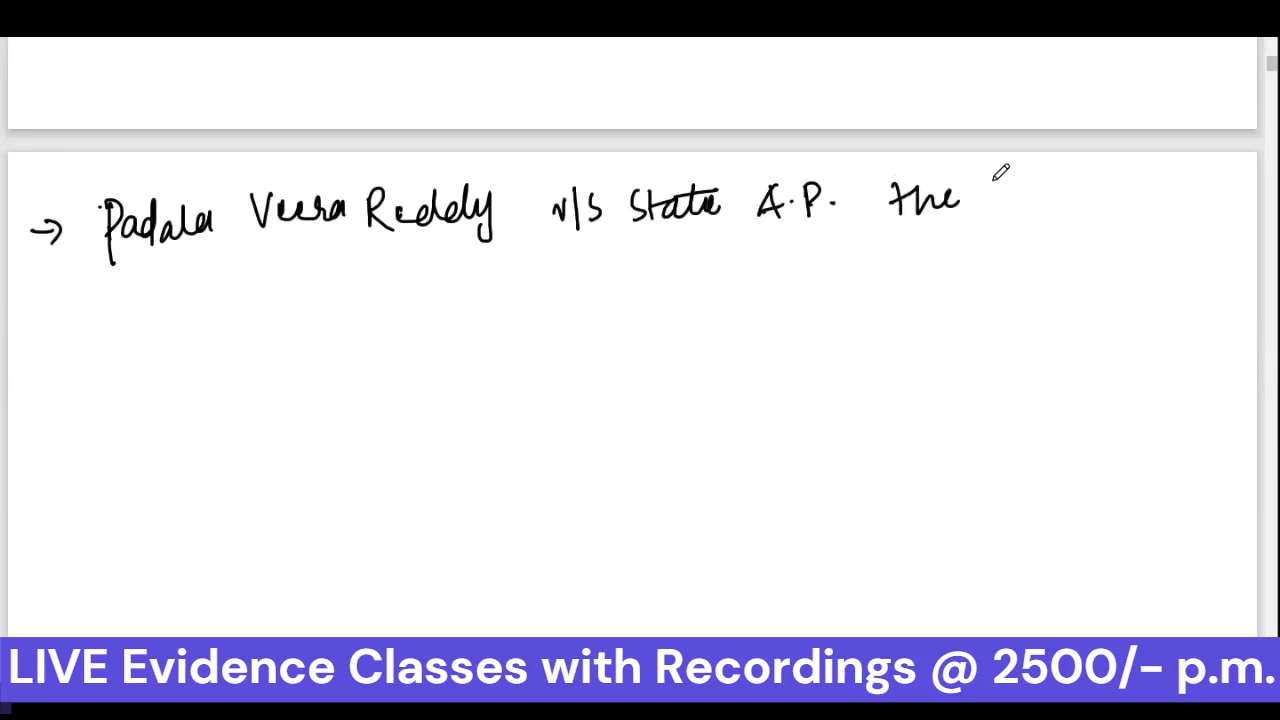 → Padala Veera Reddy v/s State A.P. the
LIVE Evidence Classes with Recordings @ 2500/- p.m.